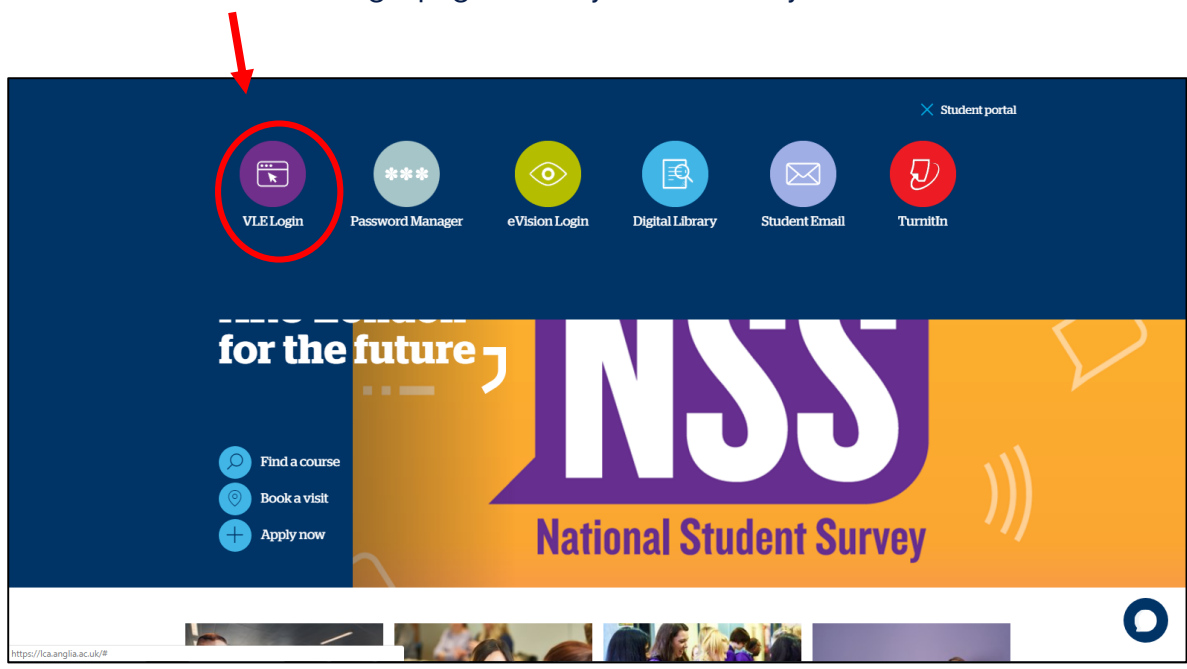 Student portal
VLE Login
Password Manager
eVision Login
Digital Library
Student Email
TurnitIn
for the future
NSS
Find a course
Book a visit
Apply now
National Student Survey
https://lca.anglia.ac.uk/#